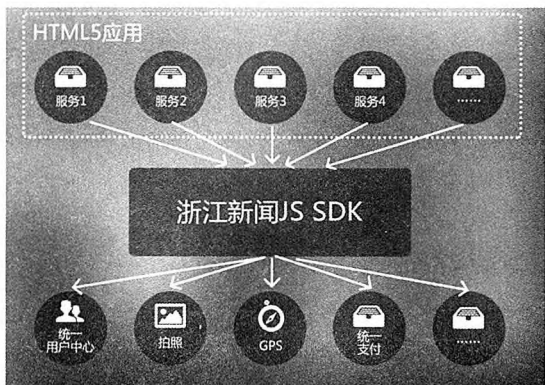 HTML5应用
服务1
服务2
服务3
服务4
……
浙江新闻JS SDK
统一
用户中心
拍照
GPS
统一
支付
……